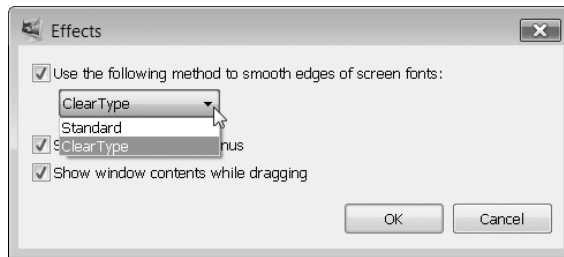 Effects
Use the following method to smooth edges of screen fonts:
ClearType
Standard
ClearType
nus
Show window contents while dragging
OK
Cancel